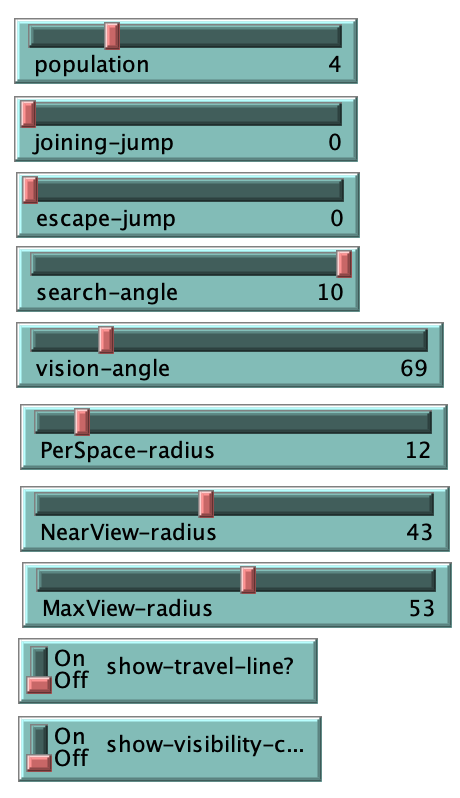 population 4
joining-jump 0
escape-jump 0
search-angle 10
vision-angle 69
PerSpace-radius 12
NearView-radius 43
MaxView-radius 53
On
Off show-travel-line?
On
Off show-visibility-c...